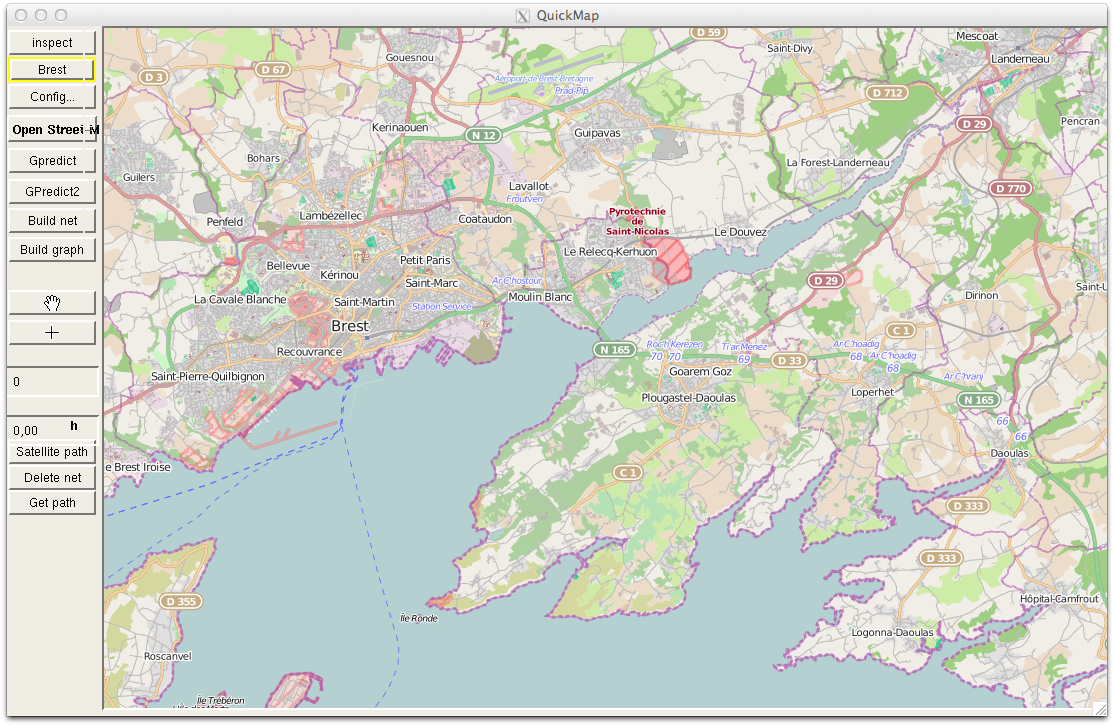 QuickMap
inspect
Brest
Config...
Open Street M
Gpredict
GPredict2
Build net
Build graph
0
0,00 h
Satellite path
Delete net
Get path
D 59
Mescoat
Saint-Divy
Gouesnou
Landerneau
D 3
D 67
Aéroport de Brest-Bretagne
Prao-Pip
D 712
D 29
Pencran
Kerinaouen
N 12
Guipavas
Bohars
La Forest-Landerneau
Guilers
Lavallot
Froutven
D 770
Penfeld
Lambézellec
Coataudon
Pyrotechnie
de
Saint-Nicolas
Le Douvez
Le Relecq-Kerhuon
Bellevue
Petit Paris
Kérinou
Saint-Marc
Ar C'hostour
D 29
La Cavale Blanche
Saint-Martin
Station Service
Moulin Blanc
Dirinon
Saint-L
Brest
C 1
Recouvrance
N 165
Roc'h Kerezen
70
70
Ti ar Menez
69
D 33
Ar C'hoadig
68
Ar C'hoadig
68
Saint-Pierre-Quilbignon
Goarem Goz
Plougastel-Daoulas
Loperhet
Ar C'hranj
N 165
66
66
Daoulas
e Brest Iroise
C 1
D 333
D 333
D 355
Île Ronde
Hôpital-Camfrout
Logonna-Daoulas
Roscanvel
Île Trébéron